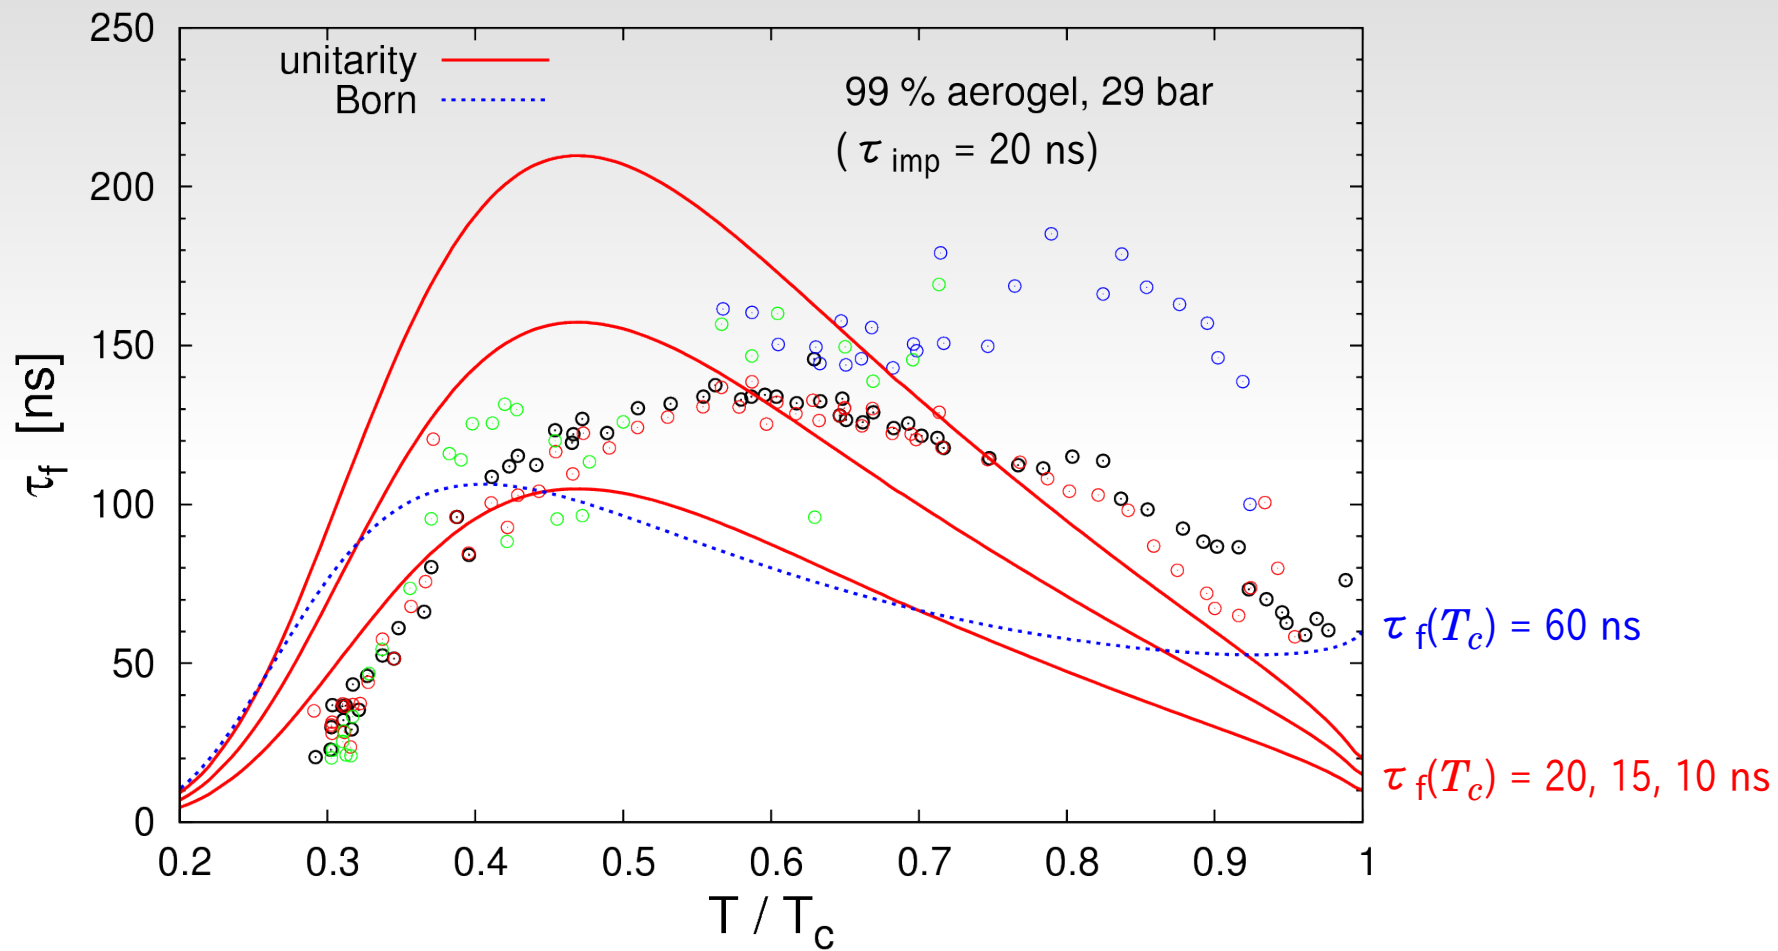 250
200
150
100
50
0
τf [ns]
unitarity
Born
99 % aerogel, 29 bar
( τ imp = 20 ns)
τ f(Tc) = 60 ns
τ f(Tc) = 20, 15, 10 ns
0.2 0.3 0.4 0.5 0.6 0.7 0.8 0.9 1
T / Tc